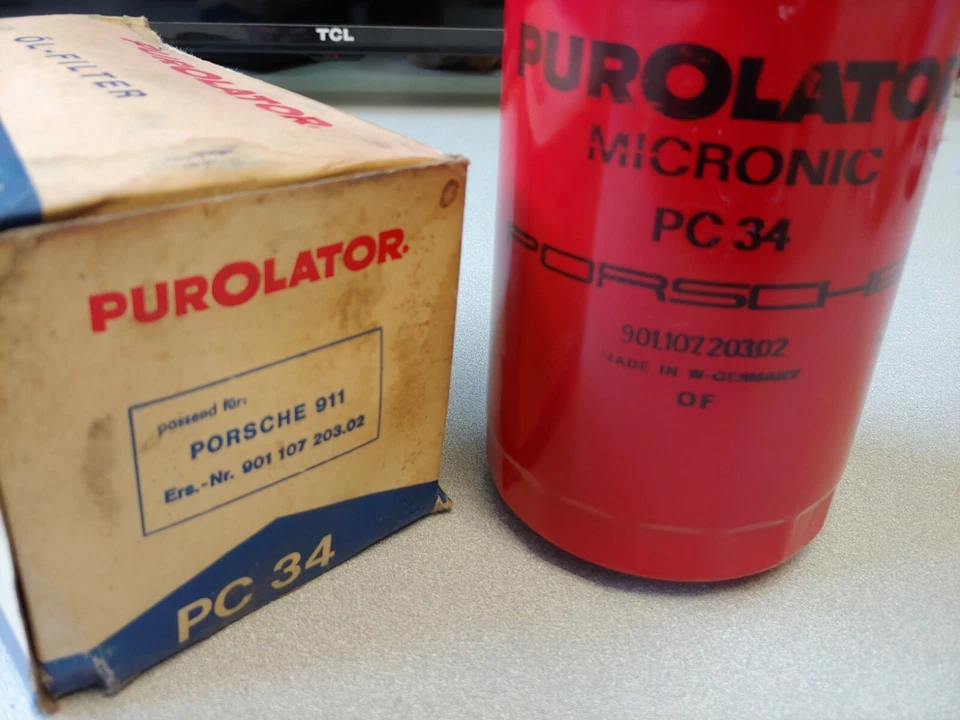 TCL
ÖL-FILTER
PUROLATOR
PUROLATOR
passend für:
PORSCHE 911
Ers.-Nr. 901 107 203.02
PC 34
PUROLATOR
MICRONIC
PC 34
PORSCHE
901.107.203.02
MADE IN W-GERMANY
OF